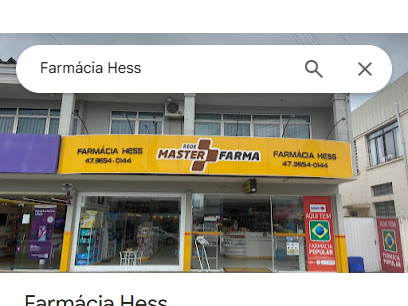 Farmácia Hess
FARMÁCIA HESS
47.3654-0144
REDE
MASTER FARMA
FARMÁCIA HESS
47.3654-0144
AQUI TEM
FARMÁCIA
POPULAR
Farmácia Hess